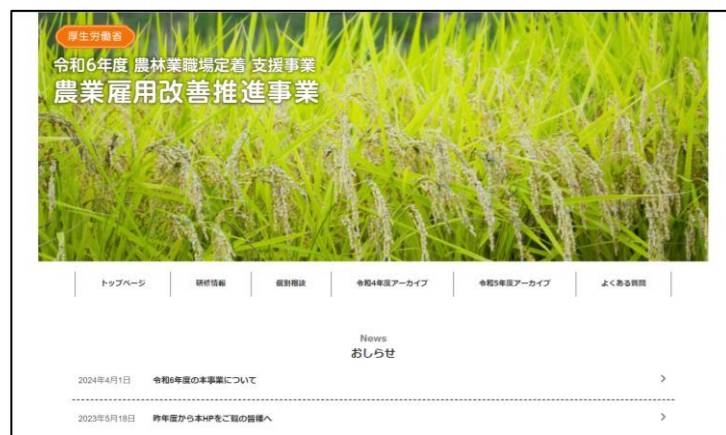 厚生労働省
令和6年度 農林業職場定着 支援事業
農業雇用改善推進事業
トップページ 研修情報 個別相談 令和4年度アーカイブ 令和5年度アーカイブ よくある質問
News
おしらせ
2024年4月1日 令和6年度の本事業について
2023年5月18日 昨年度から本HPをご覧の皆様へ